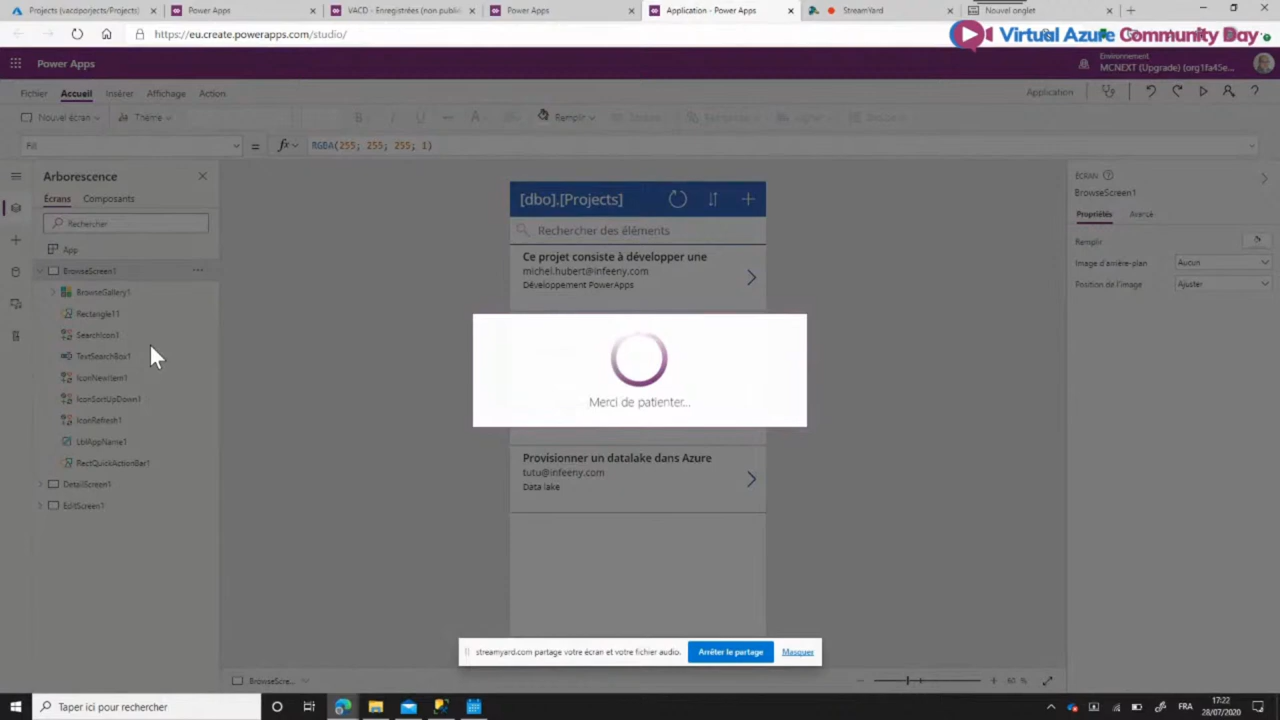 Projects (vacdprojects/Projects)
Power Apps
VACD - Enregistrées (non publié
Power Apps
Application - Power Apps
StreamYard
Nouvel onglet
https://eu.create.powerapps.com/studio/
Virtual Azure Community Day
Power Apps
Environnement
MCNEXT (Upgrade) (org1fa45e...
Fichier
Accueil
Insérer
Affichage
Action
Application
Nouvel écran
Thème
Remplir
Fill
=
fx
RGBA(255; 255; 255; 1)
Arborescence
Écrans
Composants
Rechercher
App
BrowseScreen1
BrowseGallery1
Rectangle11
SearchIcon1
TextSearchBox1
IconNewItem1
IconSortUpDown1
IconRefresh1
LblAppName1
RectQuickActionBar1
DetailScreen1
EditScreen1
[dbo].[Projects]
Rechercher des éléments
Ce projet consiste à développer une
michel.hubert@infeeny.com
Développement PowerApps
Merci de patienter...
Provisionner un datalake dans Azure
tutu@infeeny.com
Data lake
ÉCRAN
BrowseScreen1
Propriétés
Avancé
Remplir
Image d'arrière-plan
Aucun
Position de l'image
Ajuster
streamyard.com partage votre écran et votre fichier audio.
Arrêter le partage
Masquer
BrowseScre...
60 %
Taper ici pour rechercher
FRA
17:22
28/07/2020